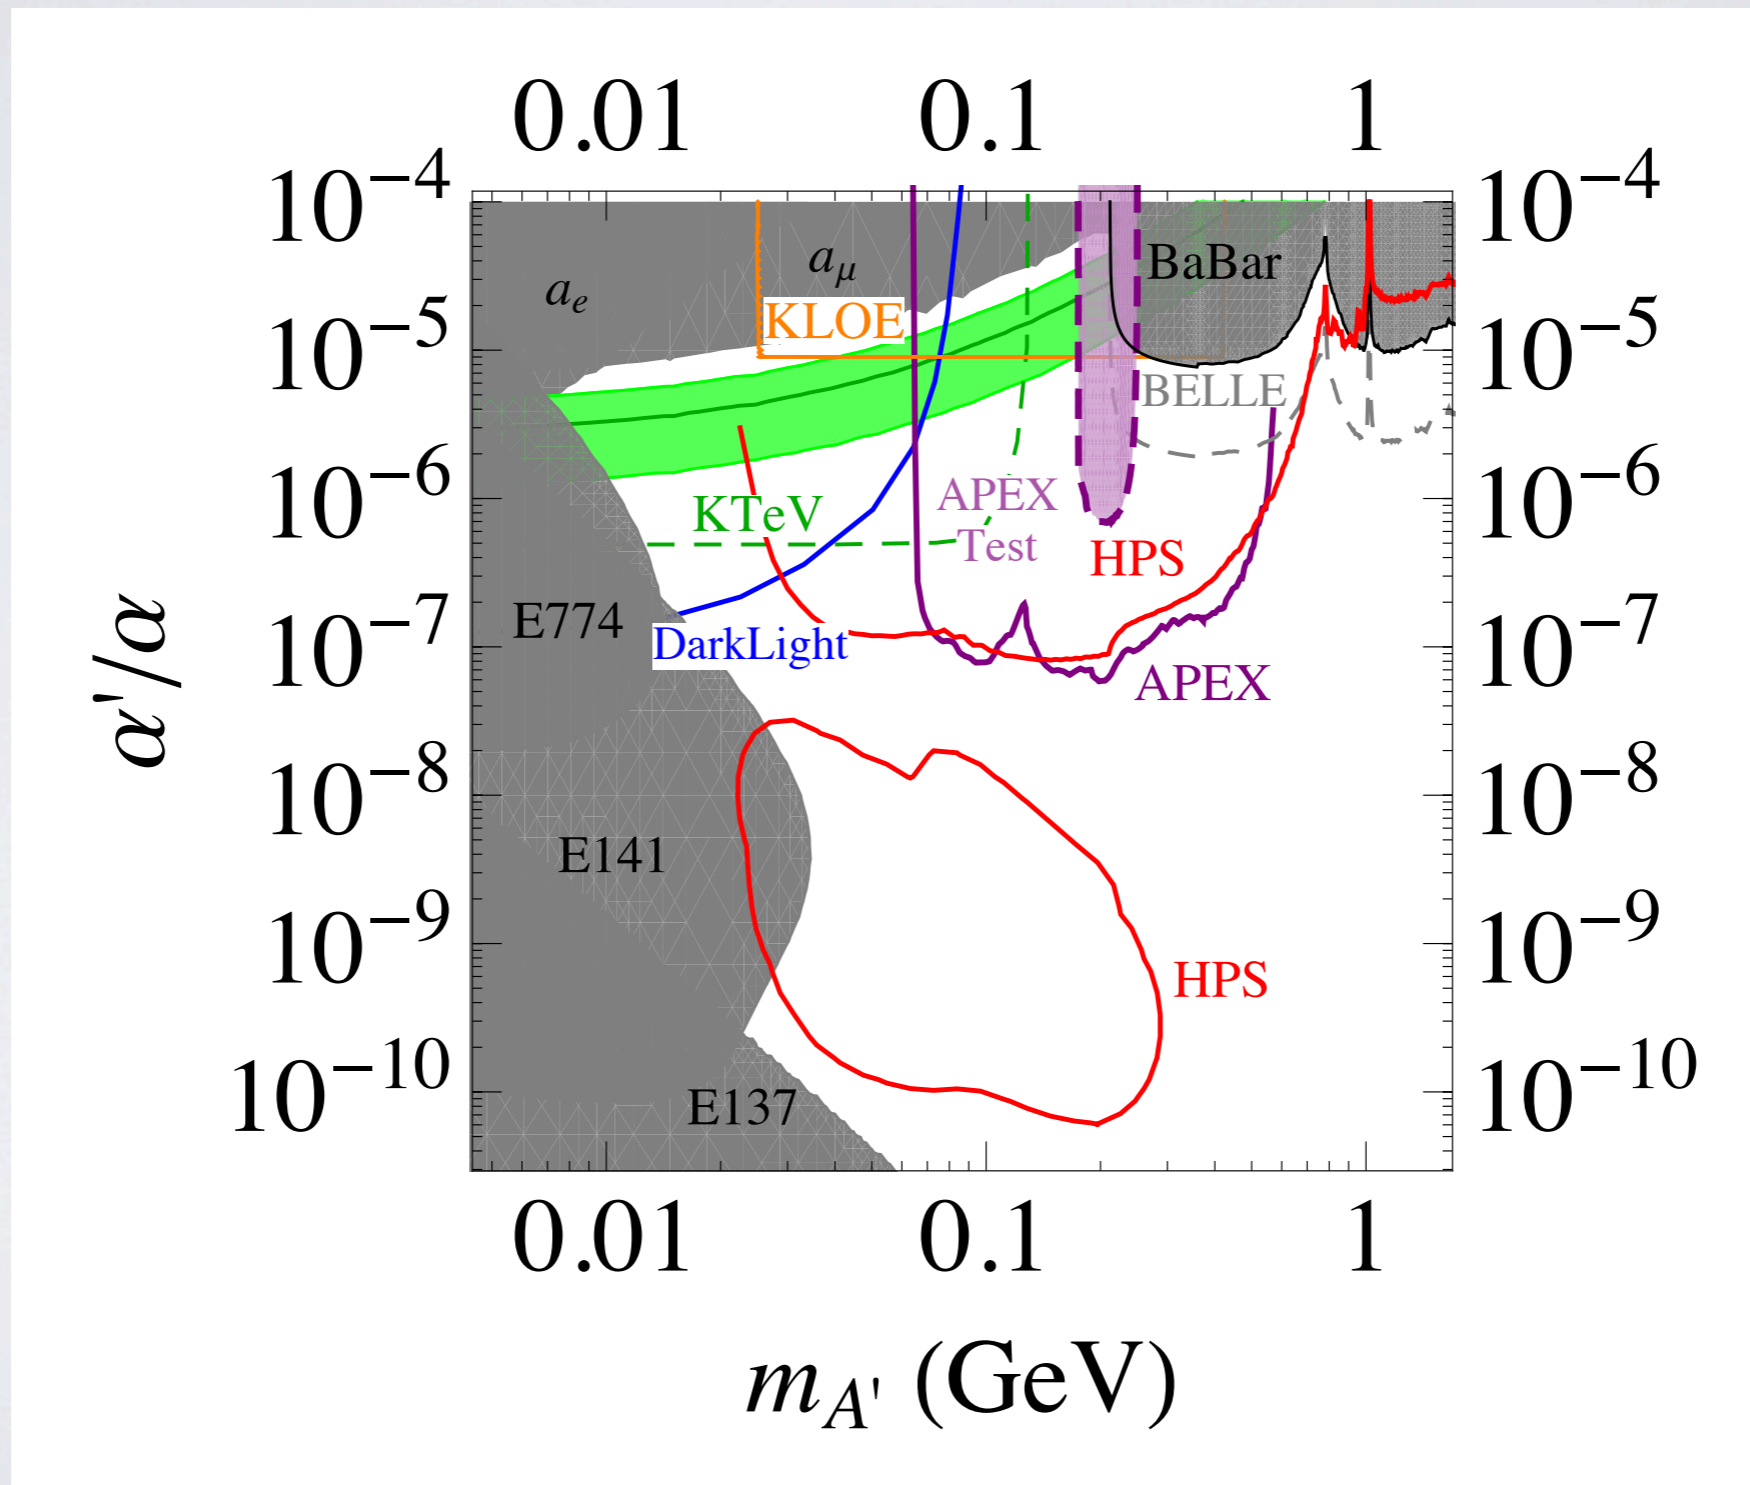 0.01 0.1 1
10⁻⁴ 10⁻⁴
a_e a_μ BaBar
KLOE
10⁻⁵ 10⁻⁵
BELLE
10⁻⁶ 10⁻⁶
KTeV APEX
Test
HPS
E774
10⁻⁷ 10⁻⁷
DarkLight
APEX
α'/α
10⁻⁸ 10⁻⁸
E141
10⁻⁹ 10⁻⁹
HPS
10⁻¹⁰ 10⁻¹⁰
E137
0.01 0.1 1
m_A' (GeV)